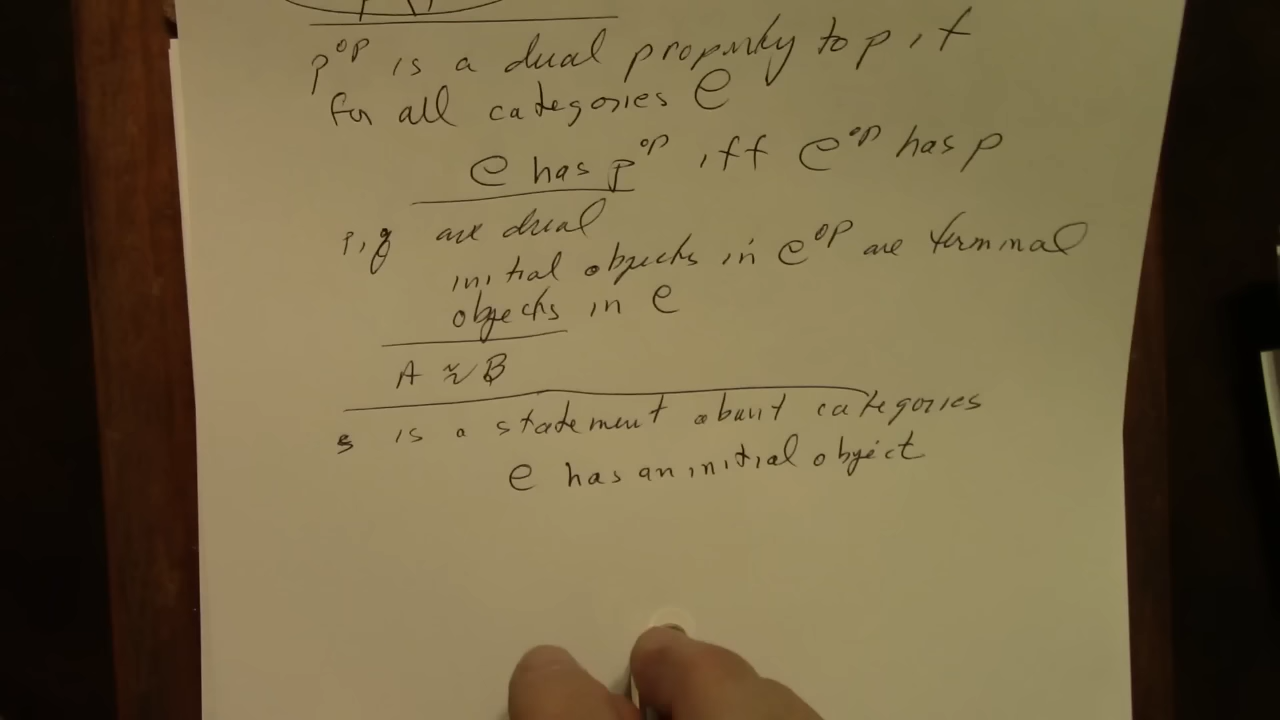 p^op is a dual property to p if
for all categories C
C has p^op iff C^op has p
p, q are dual
initial objects in C^op are terminal
objects in C
A ≈ B
s is a statement about categories
C has an initial object